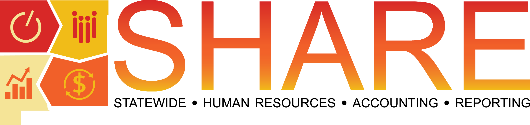 SHARE
STATEWIDE • HUMAN RESOURCES • ACCOUNTING • REPORTING
$